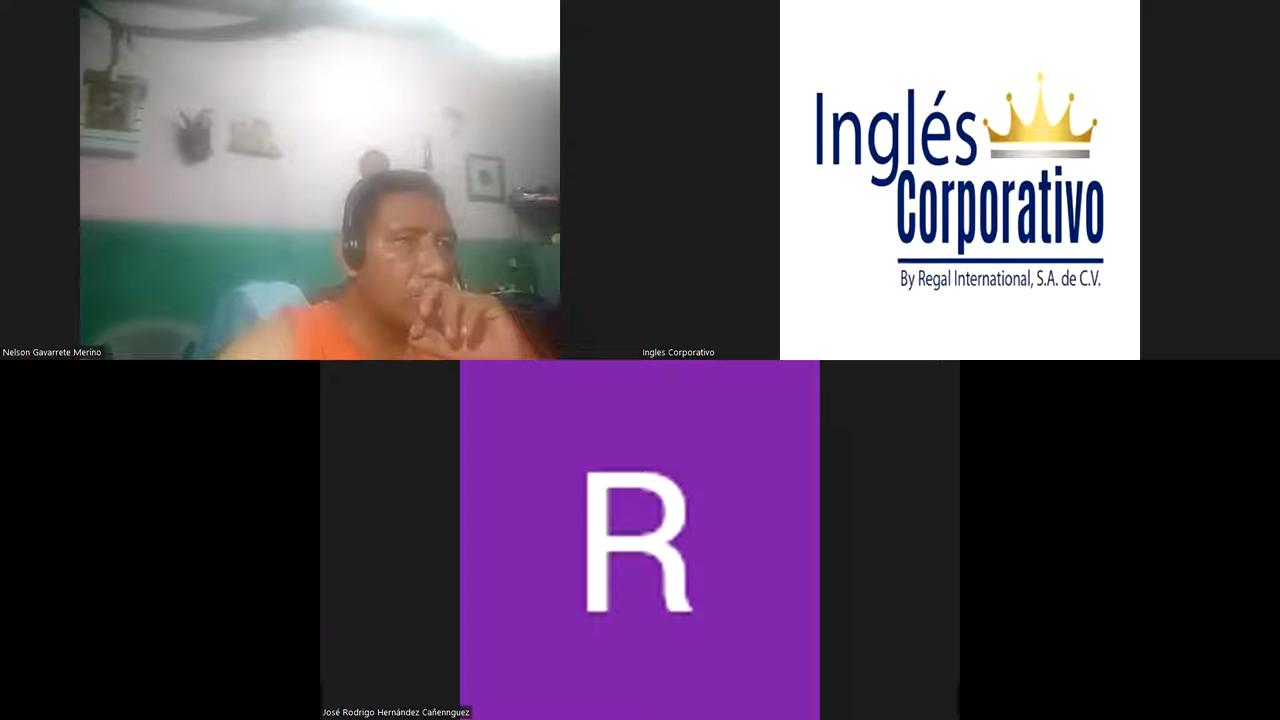 Inglés
Corporativo
By Regal International, S.A. de C.V.
Nelson Gavarrete Merino
Ingles Corporativo
R
José Rodrigo Hernández Cañennguez